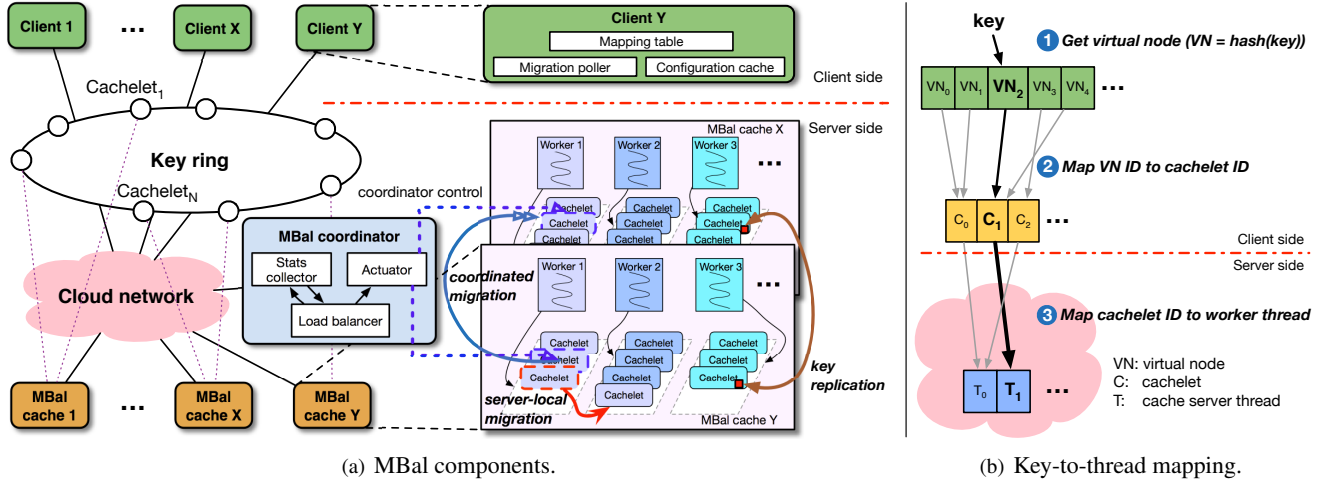 Client 1
...
Client X
Client Y
Client Y
Mapping table
Migration poller
Configuration cache
Client side
Server side
Cachelet1
Key ring
CacheletN
coordinator control
MBal coordinator
Stats
collector
Actuator
Load balancer
Cloud network
coordinated
migration
MBal
cache 1
...
MBal
cache X
MBal
cache Y
MBal cache X
Worker 1
Worker 2
Worker 3
...
Cachelet
Cachelet
Cachelet
Cachelet
Cachelet
Cachelet
Cachelet
Cachelet
Cachelet
Worker 1
Worker 2
Worker 3
...
Cachelet
Cachelet
Cachelet
Cachelet
Cachelet
Cachelet
Cachelet
Cachelet
Cachelet
Cachelet
server-local
migration
key
replication
MBal cache Y
(a) MBal components.
key
1 Get virtual node (VN = hash(key))
VN0 VN1 VN2 VN3 VN4 ...
2 Map VN ID to cachelet ID
C0 C1 C2 ...
Client side
Server side
3 Map cachelet ID to worker thread
T0 T1 ...
VN: virtual node
C: cachelet
T: cache server thread
(b) Key-to-thread mapping.